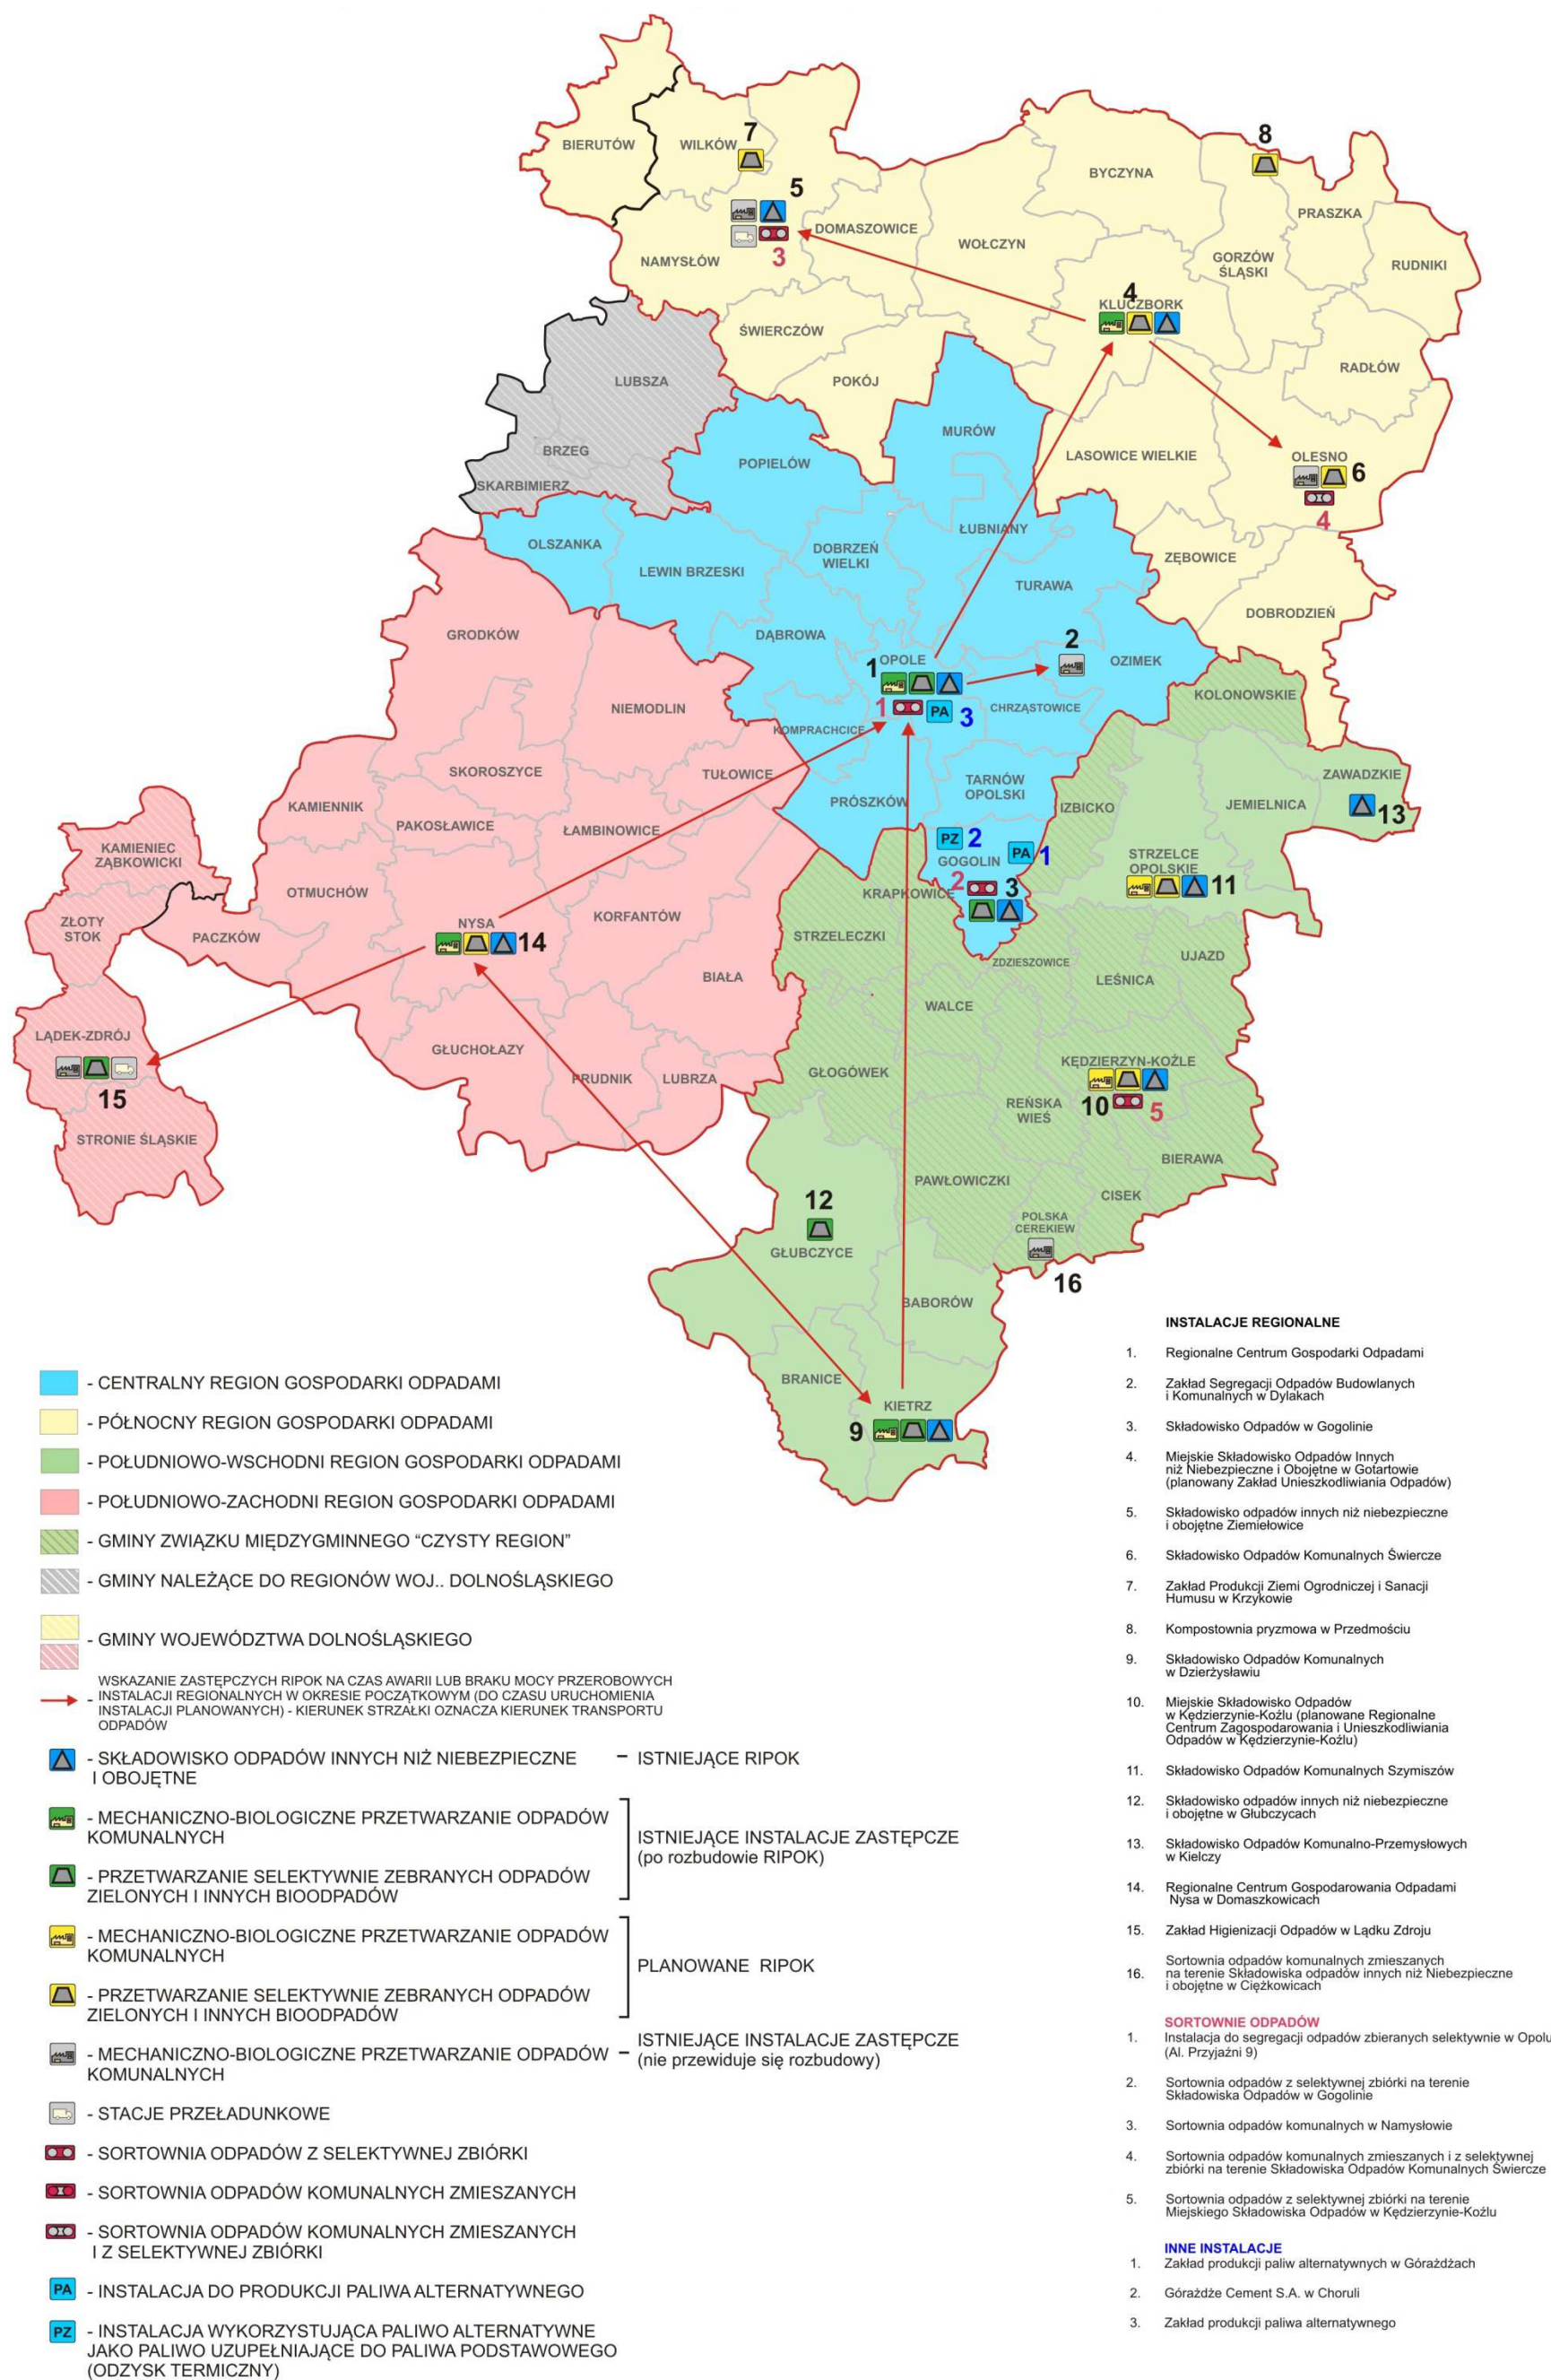 BIERUTÓW
WILKÓW
7
8
BYCZYNA
PRASZKA
5
DOMASZOWICE
WOŁCZYN
NAMYSŁÓW
3
GORZÓW
ŚLĄSKI
RUDNIKI
4
KLUCZBORK
ŚWIERCZÓW
LUBSZA
POKÓJ
RADŁÓW
BRZEG
SKARBIMIERZ
MURÓW
POPIELÓW
LASOWICE WIELKIE
OLESNO
6
4
OLSZANKA
LEWIN BRZESKI
DOBRZEŃ
WIELKI
ŁUBNIANY
TURAWA
ZĘBOWICE
DOBRODZIEŃ
GRODKÓW
DĄBROWA
2
OZIMEK
1
OPOLE
1
PA
3
CHRZĄSTOWICE
KOLONOWSKIE
NIEMODLIN
KOMPRACHCICE
SKOROSZYCE
TUŁOWICE
TARNÓW
OPOLSKI
PRÓSZKÓW
IZBICKO
ZAWADZKIE
JEMIELNICA
13
KAMIENNIK
PAKOSŁAWICE
ŁAMBINOWICE
KAMIENIEC
ZĄBKOWICKI
PZ
2
PA
1
GOGOLIN
2
3
STRZELCE
OPOLSKIE
11
OTMUCHÓW
KRAPKOWICE
ZŁOTY
STOK
PACZKÓW
NYSA
14
KORFANTÓW
STRZELECZKI
ZDZIESZOWICE
UJAZD
LEŚNICA
BIAŁA
WALCE
LĄDEK-ZDRÓJ
15
GŁUCHOŁAZY
PRUDNIK
LUBRZA
GŁOGÓWEK
KĘDZIERZYN-KOŹLE
10
5
REŃSKA
WIEŚ
STRONIE ŚLĄSKIE
BIERAWA
PAWŁOWICZKI
CISEK
12
GŁUBCZYCE
POLSKA
CEREKIEW
16
BABORÓW
BRANICE
KIETRZ
9
- CENTRALNY REGION GOSPODARKI ODPADAMI
- PÓŁNOCNY REGION GOSPODARKI ODPADAMI
- POŁUDNIOWO-WSCHODNI REGION GOSPODARKI ODPADAMI
- POŁUDNIOWO-ZACHODNI REGION GOSPODARKI ODPADAMI
- GMINY ZWIĄZKU MIĘDZYGMINNEGO “CZYSTY REGION”
- GMINY NALEŻĄCE DO REGIONÓW WOJ.. DOLNOŚLĄSKIEGO
- GMINY WOJEWÓDZTWA DOLNOŚLĄSKIEGO
WSKAZANIE ZASTĘPCZYCH RIPOK NA CZAS AWARII LUB BRAKU MOCY PRZEROBOWYCH
- INSTALACJI REGIONALNYCH W OKRESIE POCZĄTKOWYM (DO CZASU URUCHOMIENIA
INSTALACJI PLANOWANYCH) - KIERUNEK STRZAŁKI OZNACZA KIERUNEK TRANSPORTU
ODPADÓW
- SKŁADOWISKO ODPADÓW INNYCH NIŻ NIEBEZPIECZNE
I OBOJĘTNE
– ISTNIEJĄCE RIPOK
- MECHANICZNO-BIOLOGICZNE PRZETWARZANIE ODPADÓW
KOMUNALNYCH
- PRZETWARZANIE SELEKTYWNIE ZEBRANYCH ODPADÓW
ZIELONYCH I INNYCH BIOODPADÓW
ISTNIEJĄCE INSTALACJE ZASTĘPCZE
(po rozbudowie RIPOK)
- MECHANICZNO-BIOLOGICZNE PRZETWARZANIE ODPADÓW
KOMUNALNYCH
- PRZETWARZANIE SELEKTYWNIE ZEBRANYCH ODPADÓW
ZIELONYCH I INNYCH BIOODPADÓW
PLANOWANE RIPOK
- MECHANICZNO-BIOLOGICZNE PRZETWARZANIE ODPADÓW
KOMUNALNYCH
– ISTNIEJĄCE INSTALACJE ZASTĘPCZE
(nie przewiduje się rozbudowy)
- STACJE PRZEŁADUNKOWE
- SORTOWNIA ODPADÓW Z SELEKTYWNEJ ZBIÓRKI
- SORTOWNIA ODPADÓW KOMUNALNYCH ZMIESZANYCH
- SORTOWNIA ODPADÓW KOMUNALNYCH ZMIESZANYCH
I Z SELEKTYWNEJ ZBIÓRKI
PA - INSTALACJA DO PRODUKCJI PALIWA ALTERNATYWNEGO
PZ - INSTALACJA WYKORZYSTUJĄCA PALIWO ALTERNATYWNE
JAKO PALIWO UZUPEŁNIAJĄCE DO PALIWA PODSTAWOWEGO
(ODZYSK TERMICZNY)
INSTALACJE REGIONALNE
1. Regionalne Centrum Gospodarki Odpadami
2. Zakład Segregacji Odpadów Budowlanych
i Komunalnych w Dylakach
3. Składowisko Odpadów w Gogolinie
4. Miejskie Składowisko Odpadów Innych
niż Niebezpieczne i Obojętne w Gotartowie
(planowany Zakład Unieszkodliwiania Odpadów)
5. Składowisko odpadów innych niż niebezpieczne
i obojętne Ziemiełowice
6. Składowisko Odpadów Komunalnych Świercze
7. Zakład Produkcji Ziemi Ogrodniczej i Sanacji
Humusu w Krzykowie
8. Kompostownia pryzmowa w Przedmościu
9. Składowisko Odpadów Komunalnych
w Dzierżysławiu
10. Miejskie Składowisko Odpadów
w Kędzierzynie-Koźlu (planowane Regionalne
Centrum Zagospodarowania i Unieszkodliwiania
Odpadów w Kędzierzynie-Koźlu)
11. Składowisko Odpadów Komunalnych Szymiszów
12. Składowisko odpadów innych niż niebezpieczne
i obojętne w Głubczycach
13. Składowisko Odpadów Komunalno-Przemysłowych
w Kielczy
14. Regionalne Centrum Gospodarowania Odpadami
Nysa w Domaszkowicach
15. Zakład Higienizacji Odpadów w Lądku Zdroju
16. Sortownia odpadów komunalnych zmieszanych
na terenie Składowiska odpadów innych niż Niebezpieczne
i obojętne w Ciężkowicach
SORTOWNIE ODPADÓW
1. Instalacja do segregacji odpadów zbieranych selektywnie w Opolu
(Al. Przyjaźni 9)
2. Sortownia odpadów z selektywnej zbiórki na terenie
Składowiska Odpadów w Gogolinie
3. Sortownia odpadów komunalnych w Namysłowie
4. Sortownia odpadów komunalnych zmieszanych i z selektywnej
zbiórki na terenie Składowiska Odpadów Komunalnych Świercze
5. Sortownia odpadów z selektywnej zbiórki na terenie
Miejskiego Składowiska Odpadów w Kędzierzynie-Koźlu
INNE INSTALACJE
1. Zakład produkcji paliw alternatywnych w Górażdżach
2. Górażdże Cement S.A. w Choruli
3. Zakład produkcji paliwa alternatywnego